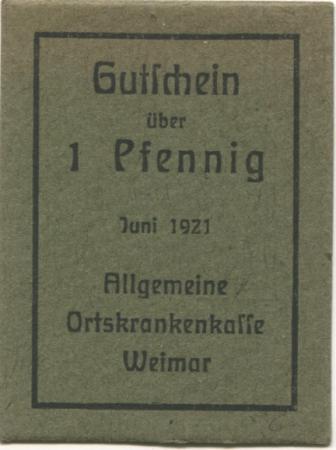 Gutſchein
über
1 Pfennig
Juni 1921
Allgemeine
Ortskrankenkaſſe
Weimar